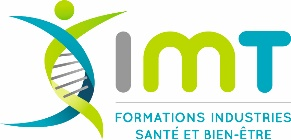 IMT
FORMATIONS INDUSTRIES
SANTÉ ET BIEN-ÊTRE